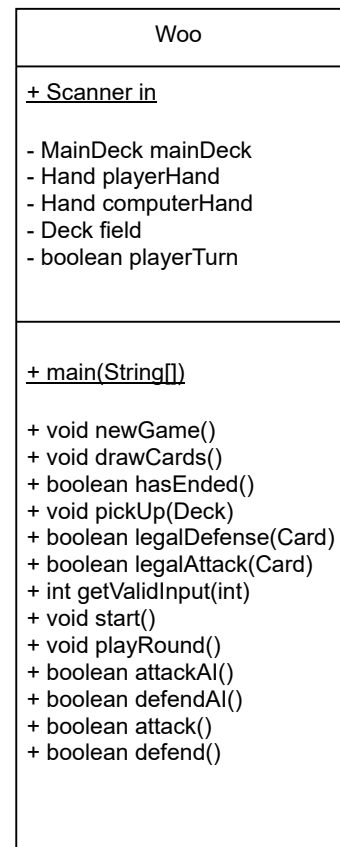 Woo
+ Scanner in
- MainDeck mainDeck
- Hand playerHand
- Hand computerHand
- Deck field
- boolean playerTurn
+ main(String[])
+ void newGame()
+ void drawCards()
+ boolean hasEnded()
+ void pickUp(Deck)
+ boolean legalDefense(Card)
+ boolean legalAttack(Card)
+ int getValidInput(int)
+ void start()
+ void playRound()
+ boolean attackAI()
+ boolean defendAI()
+ boolean attack()
+ boolean defend()